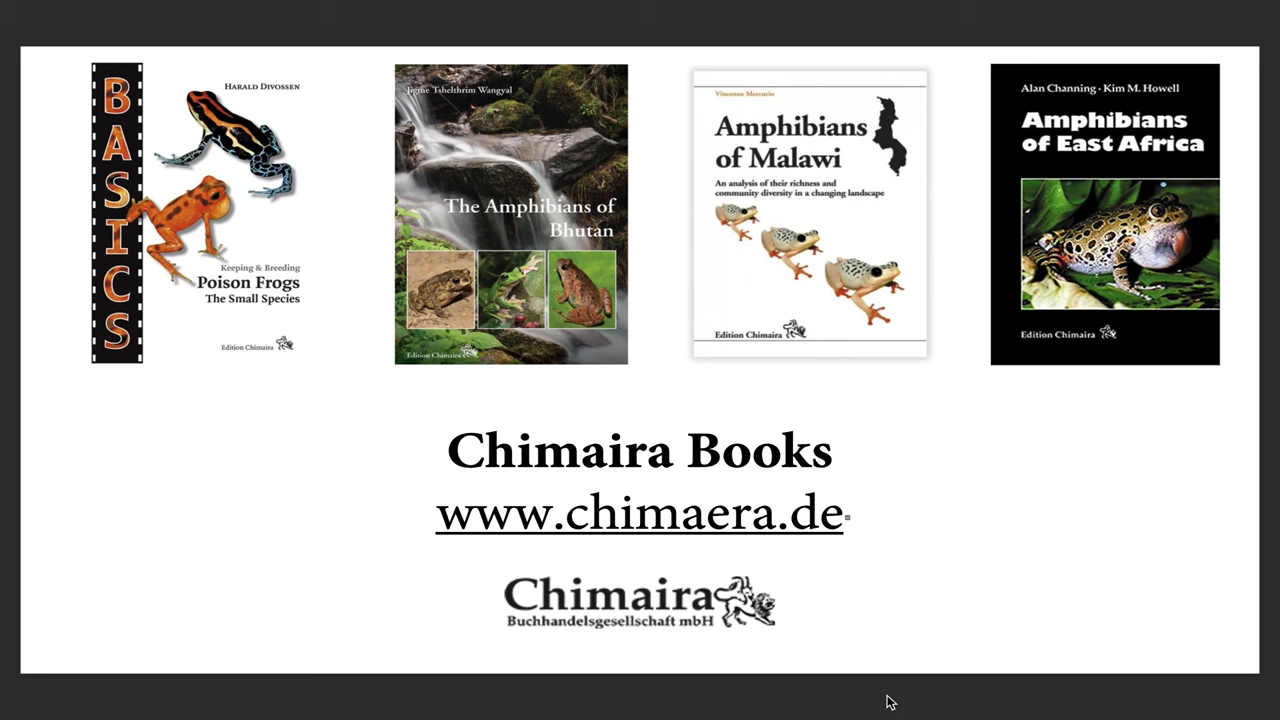 BASICS
HARALD DIVOSSEN
Keeping & Breeding
Poison Frogs
The Small Species
Edition Chimaira
Jigme Tshelthrim Wangyal
The Amphibians of
Bhutan
Edition Chimaira
Vincenzo Mercurio
Amphibians
of Malawi
An analysis of their richness and
community diversity in a changing landscape
Edition Chimaira
Alan Channing · Kim M. Howell
Amphibians
of East Africa
Edition Chimaira
Chimaira Books
www.chimaera.de
Chimaira
Buchhandelsgesellschaft mbH